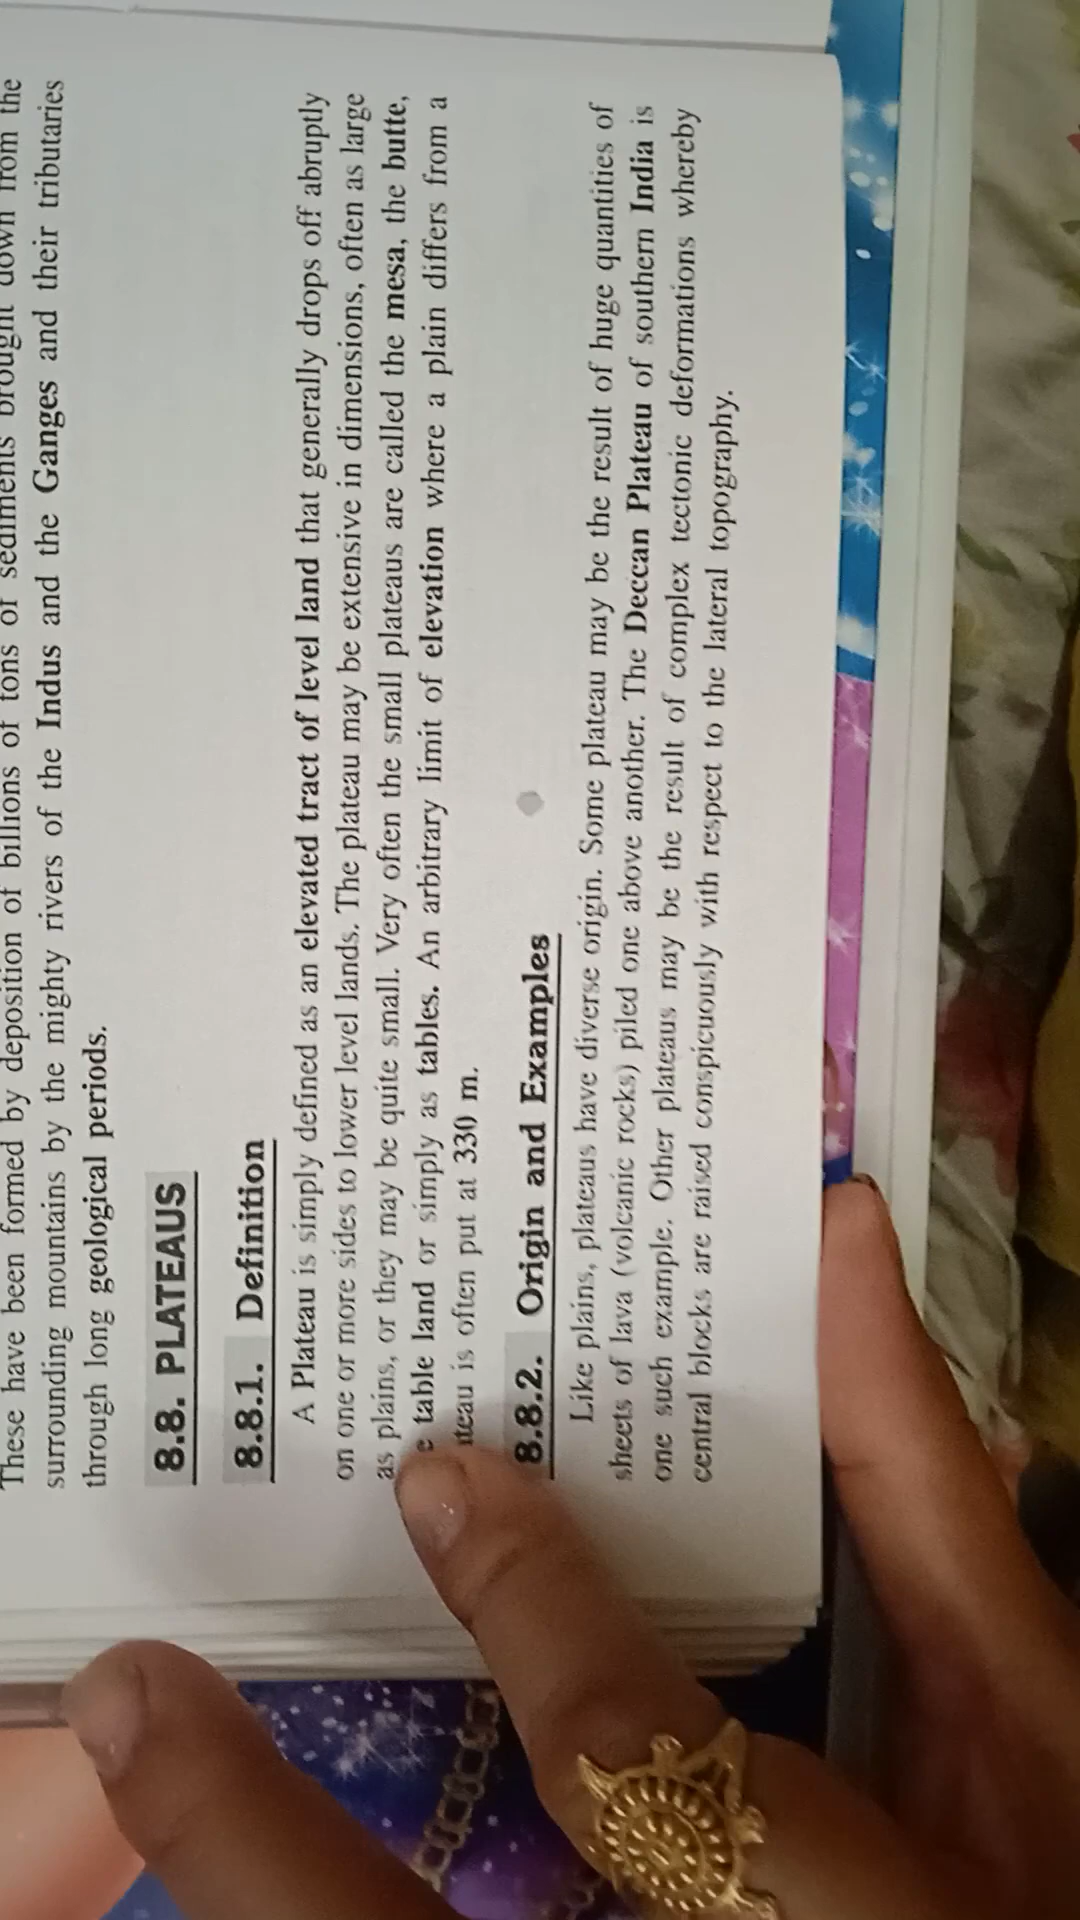 These have been formed by deposition of billions of tons of sediments brought down from the
surrounding mountains by the mighty rivers of the Indus and the Ganges and their tributaries
through long geological periods.
8.8. PLATEAUS
8.8.1. Definition
A Plateau is simply defined as an elevated tract of level land that generally drops off abruptly
on one or more sides to lower level lands. The plateau may be extensive in dimensions, often as large
as plains, or they may be quite small. Very often the small plateaus are called the mesa, the butte,
table land or simply as tables. An arbitrary limit of elevation where a plain differs from a
is often put at 330 m.
8.8.2. Origin and Examples
Like plains, plateaus have diverse origin. Some plateau may be the result of huge quantities of
sheets of lava (volcanic rocks) piled one above another. The Deccan Plateau of southern India is
one such example. Other plateaus may be the result of complex tectonic deformations whereby
central blocks are raised conspicuously with respect to the lateral topography.